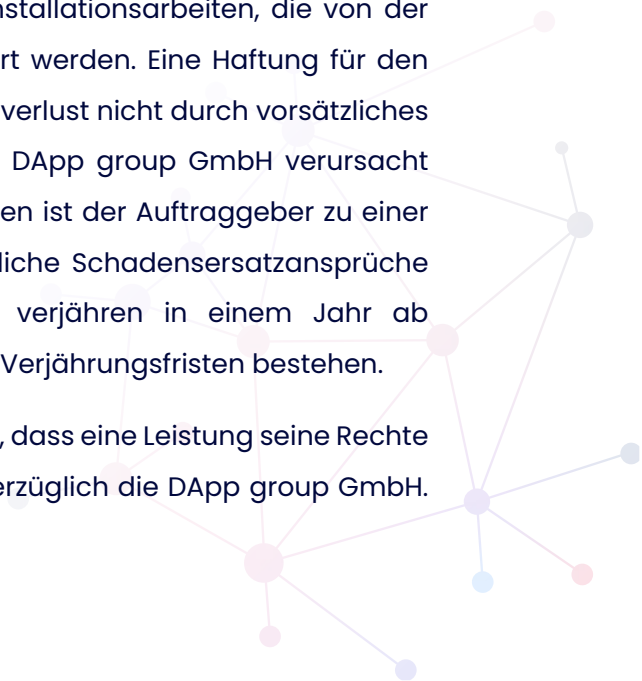 nstallationsarbeiten, die von der
rt werden. Eine Haftung für den
verlust nicht durch vorsätzliches
DApp group GmbH verursacht
en ist der Auftraggeber zu einer
liche Schadensersatzansprüche
verjähren in einem Jahr ab
Verjährungsfristen bestehen.
, dass eine Leistung seine Rechte
erzüglich die DApp group GmbH.